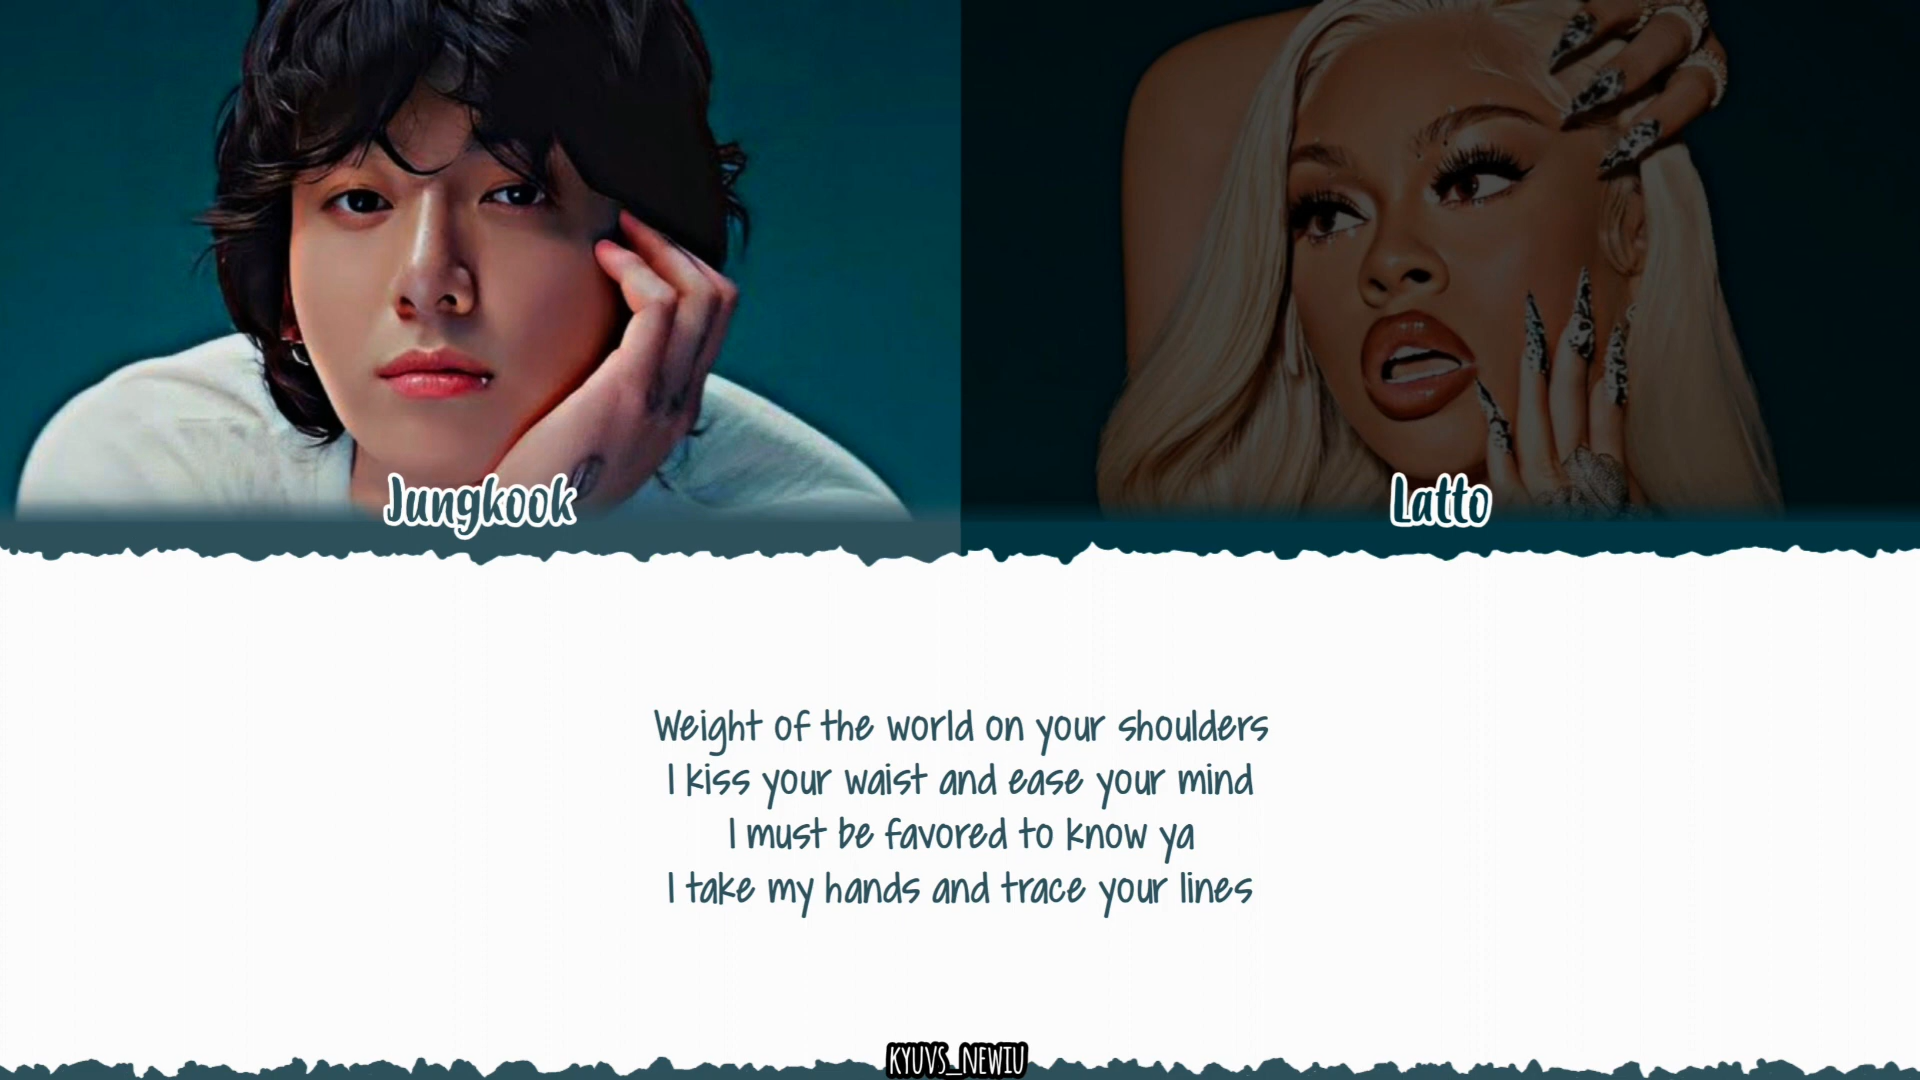 Jungkook
Latto
Weight of the world on your shoulders
I kiss your waist and ease your mind
I must be favored to know ya
I take my hands and trace your lines
KYUVS_NEWIU